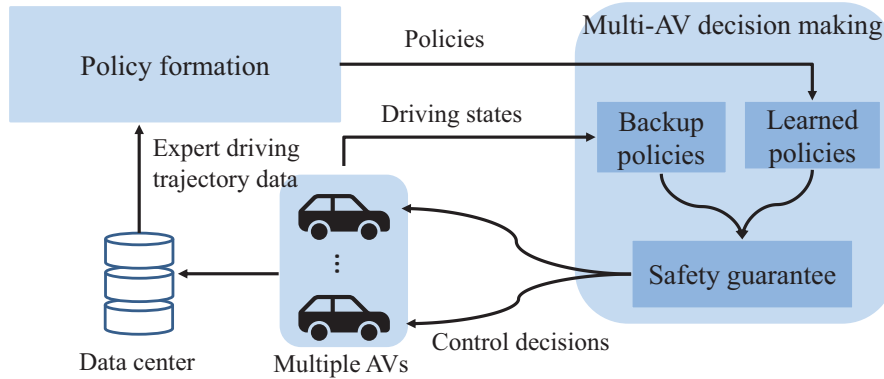 Policy formation
Policies
Multi-AV decision making
Driving states
Backup
policies
Learned
policies
Expert driving
trajectory data
...
Safety guarantee
Data center
Multiple AVs
Control decisions